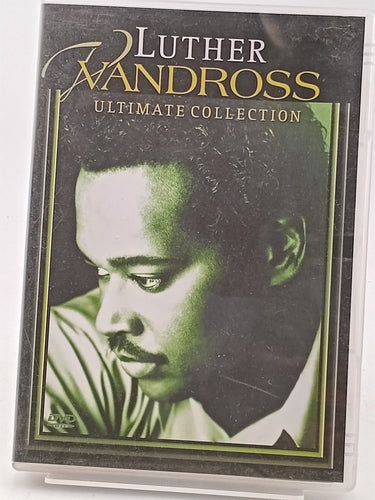 LUTHER
VANDROSS
ULTIMATE COLLECTION
DVD